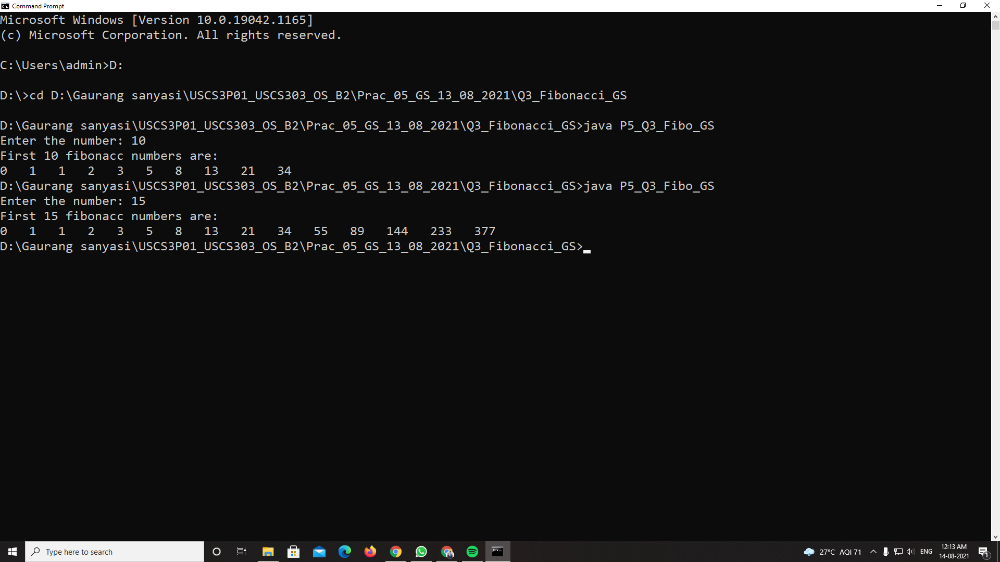 Command Prompt
Microsoft Windows [Version 10.0.19042.1165]
(c) Microsoft Corporation. All rights reserved.
C:\Users\admin>D:
D:\>cd D:\Gaurang sanyasi\USCS3P01_USCS303_OS_B2\Prac_05_GS_13_08_2021\Q3_Fibonacci_GS
D:\Gaurang sanyasi\USCS3P01_USCS303_OS_B2\Prac_05_GS_13_08_2021\Q3_Fibonacci_GS>java P5_Q3_Fibo_GS
Enter the number: 10
First 10 fibonacc numbers are:
0 1 1 2 3 5 8 13 21 34
D:\Gaurang sanyasi\USCS3P01_USCS303_OS_B2\Prac_05_GS_13_08_2021\Q3_Fibonacci_GS>java P5_Q3_Fibo_GS
Enter the number: 15
First 15 fibonacc numbers are:
0 1 1 2 3 5 8 13 21 34 55 89 144 233 377
D:\Gaurang sanyasi\USCS3P01_USCS303_OS_B2\Prac_05_GS_13_08_2021\Q3_Fibonacci_GS>
Type here to search
27°C AQI 71
ENG
12:13 AM
14-08-2021
1